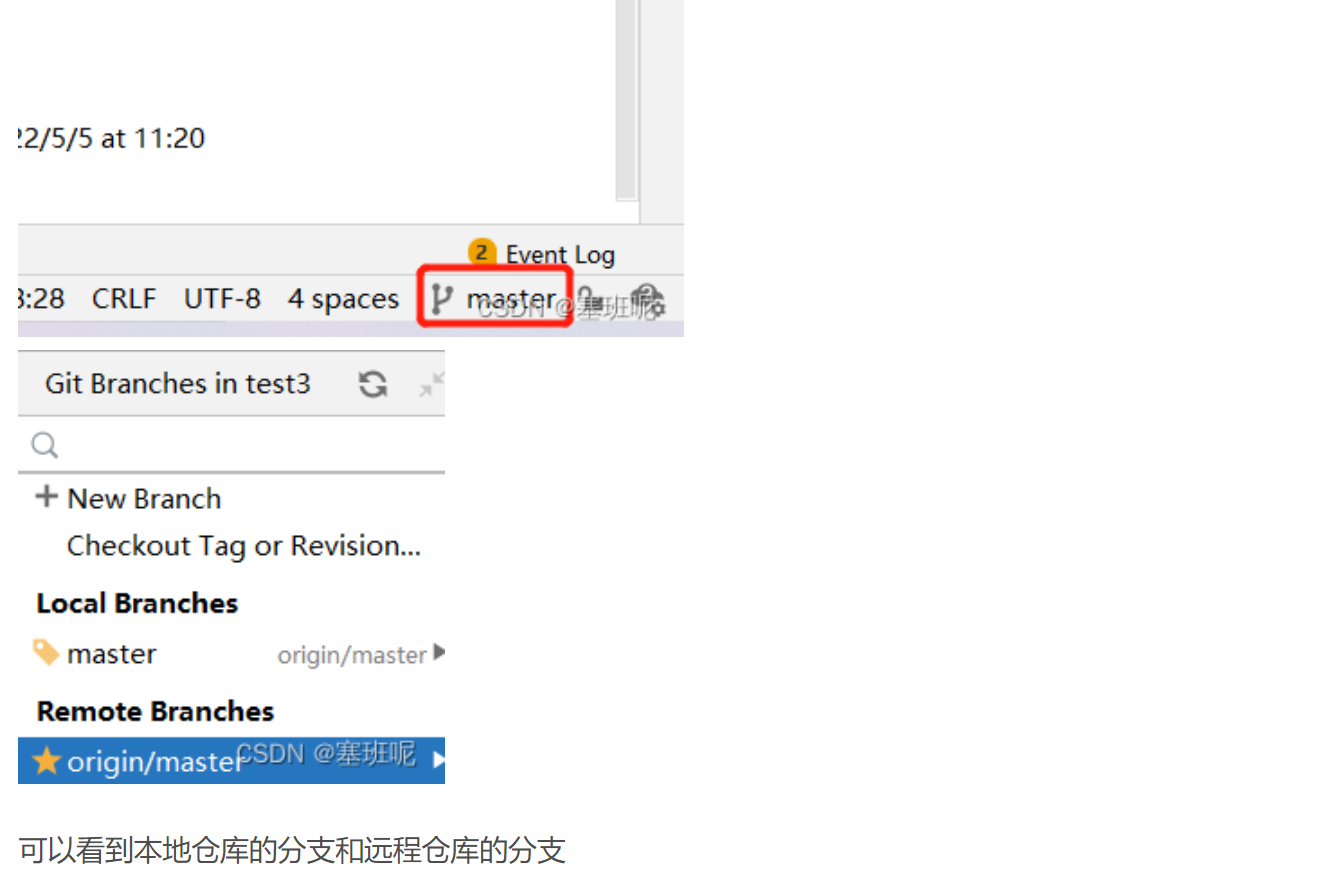 22/5/5 at 11:20
2 Event Log
3:28 CRLF UTF-8 4 spaces master
CSDN @塞班呢
Git Branches in test3
New Branch
Checkout Tag or Revision...
Local Branches
master origin/master
Remote Branches
origin/master
CSDN @塞班呢
可以看到本地仓库的分支和远程仓库的分支